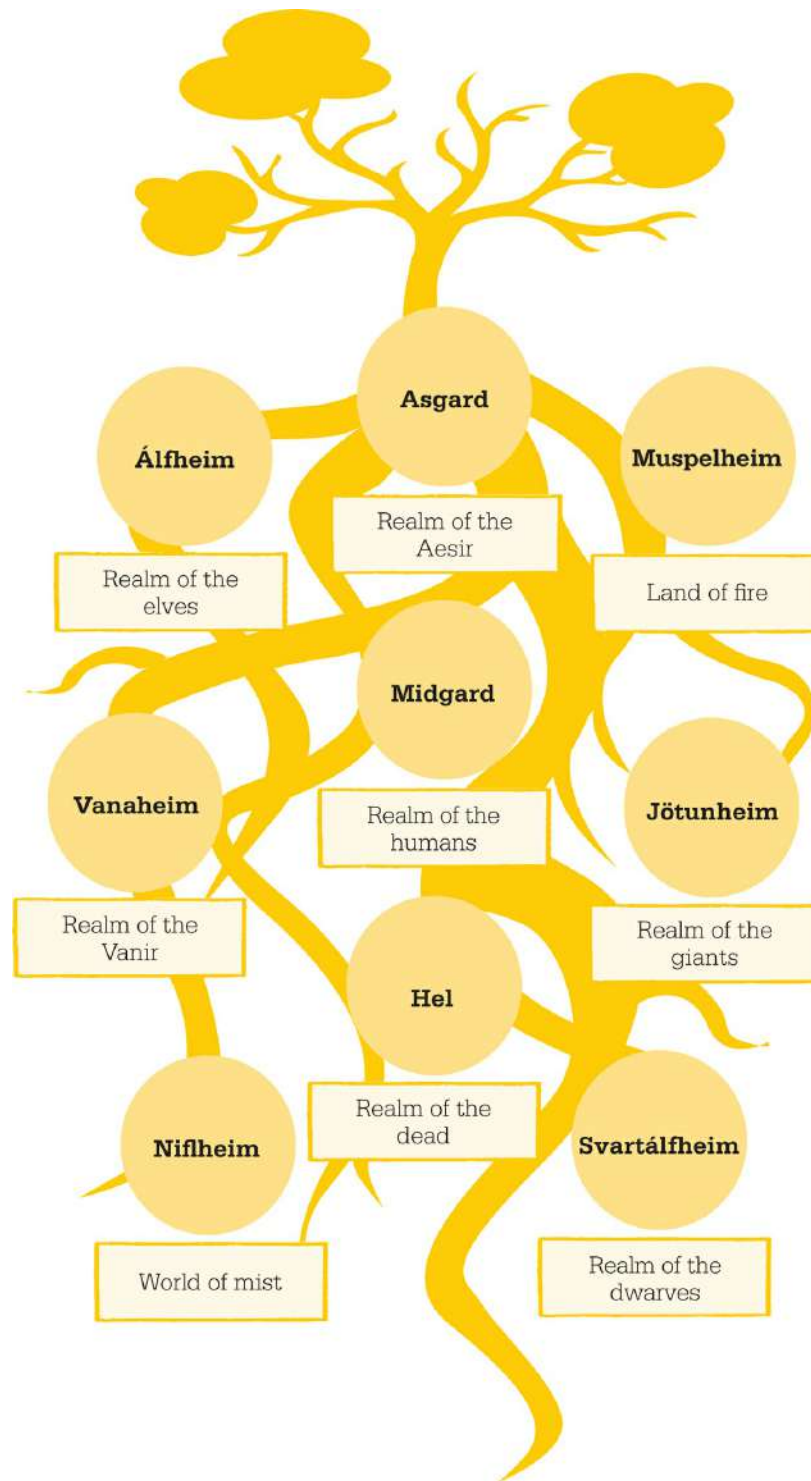 Asgard
Realm of the
Aesir
Álfheim
Realm of the
elves
Muspelheim
Land of fire
Midgard
Realm of the
humans
Vanaheim
Realm of the
Vanir
Jötunheim
Realm of the
giants
Hel
Realm of the
dead
Niflheim
World of mist
Svartálfheim
Realm of the
dwarves